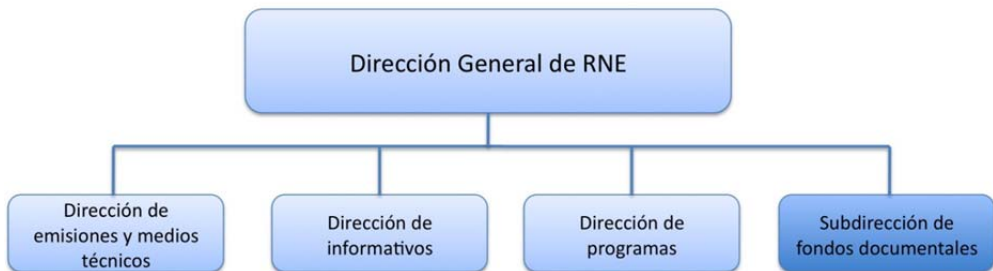 Dirección General de RNE
Dirección de
emisiones y medios
técnicos
Dirección de
informativos
Dirección de
programas
Subdirección de
fondos documentales